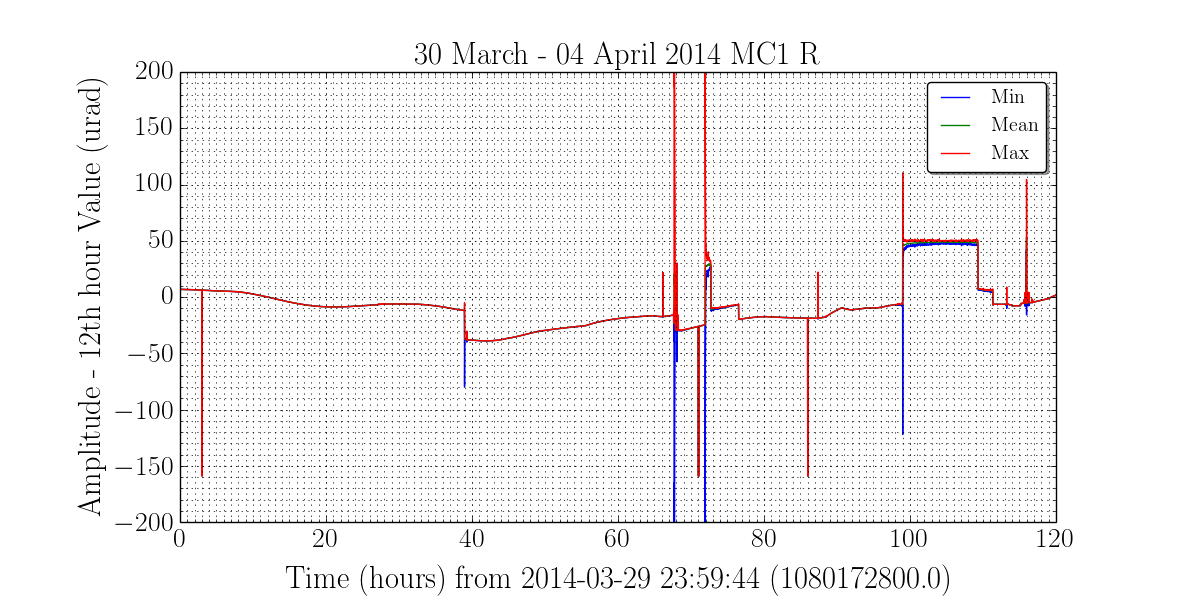 30 March - 04 April 2014 MC1 R
Amplitude - 12th hour Value (urad)
200
150
100
50
0
−50
−100
−150
−200
0 20 40 60 80 100 120
Time (hours) from 2014-03-29 23:59:44 (1080172800.0)
Min
Mean
Max